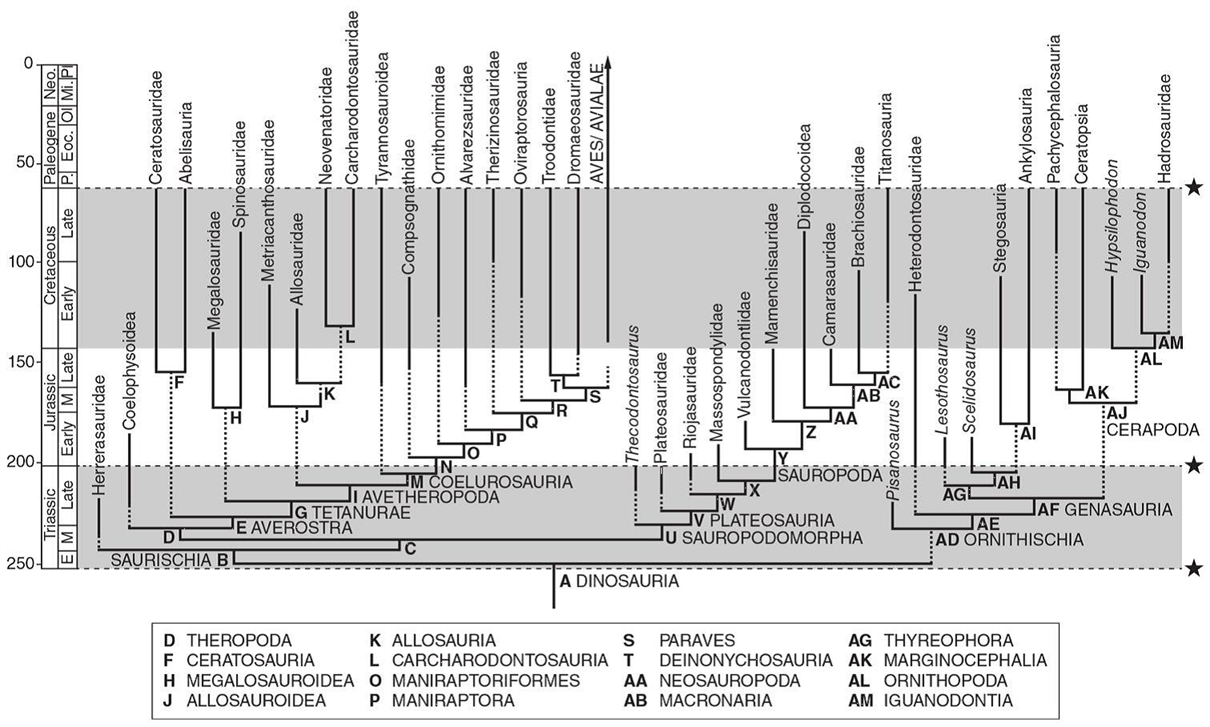 0
50
100
150
200
250
Neo.
Paleogene
Cretaceous
Jurassic
Triassic
Pl
Mi.
Ol
Eoc.
P.
Late
Early
Late
M
Early
Late
M
E
Herrerasauridae
Coelophysoidea
Ceratosauridae
Abelisauria
Megalosauridae
Spinosauridae
Metriacanthosauridae
Allosauridae
Neovenatoridae
Carcharodontosauridae
Tyrannosauroidea
Compsognathidae
Ornithomimidae
Alvarezsauridae
Therizinosauridae
Oviraptorosauria
Troodontidae
Dromaeosauridae
AVES/ AVIALAE
Thecodontosaurus
Plateosauridae
Riojasauridae
Massospondylidae
Vulcanodontidae
Mamenchisauridae
Diplodocoidea
Camarasauridae
Brachiosauridae
Titanosauria
Pisanosaurus
Heterodontosauridae
Lesothosaurus
Scelidosaurus
Stegosauria
Ankylosauria
Pachycephalosauria
Ceratopsia
Hypsilophodon
Iguanodon
Hadrosauridae
L
AM
AL
F
K
T
S
AC
AB
AK
H
J
R
AA
AJ
CERAPODA
Q
Z
AI
P
O
Y
N
M COELUROSAURIA
SAUROPODA
AH
I AVETHEROPODA
X
AG
G TETANURAE
W
AF GENASAURIA
E AVEROSTRA
V PLATEOSAURIA
AE
D
U SAUROPODOMORPHA
AD ORNITHISCHIA
C
SAURISCHIA B
A DINOSAURIA
D THEROPODA
F CERATOSAURIA
H MEGALOSAUROIDEA
J ALLOSAUROIDEA
K ALLOSAURIA
L CARCHARODONTOSAURIA
O MANIRAPTORIFORMES
P MANIRAPTORA
S PARAVES
T DEINONYCHOSAURIA
AA NEOSAUROPODA
AB MACRONARIA
AG THYREOPHORA
AK MARGINOCEPHALIA
AL ORNITHOPODA
AM IGUANODONTIA